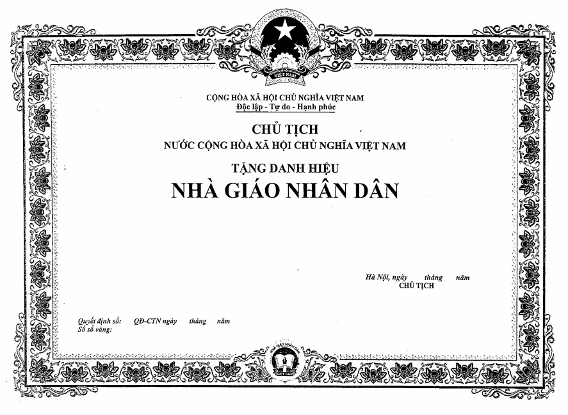 VIỆT NAM
CỘNG HÒA XÃ HỘI CHỦ NGHĨA VIỆT NAM
Độc lập - Tự do - Hạnh phúc
CHỦ TỊCH
NƯỚC CỘNG HÒA XÃ HỘI CHỦ NGHĨA VIỆT NAM
TẶNG DANH HIỆU
NHÀ GIÁO NHÂN DÂN
Hà Nội, ngày tháng năm
CHỦ TỊCH
Quyết định số: QĐ-CTN ngày tháng năm
Số sổ vàng: